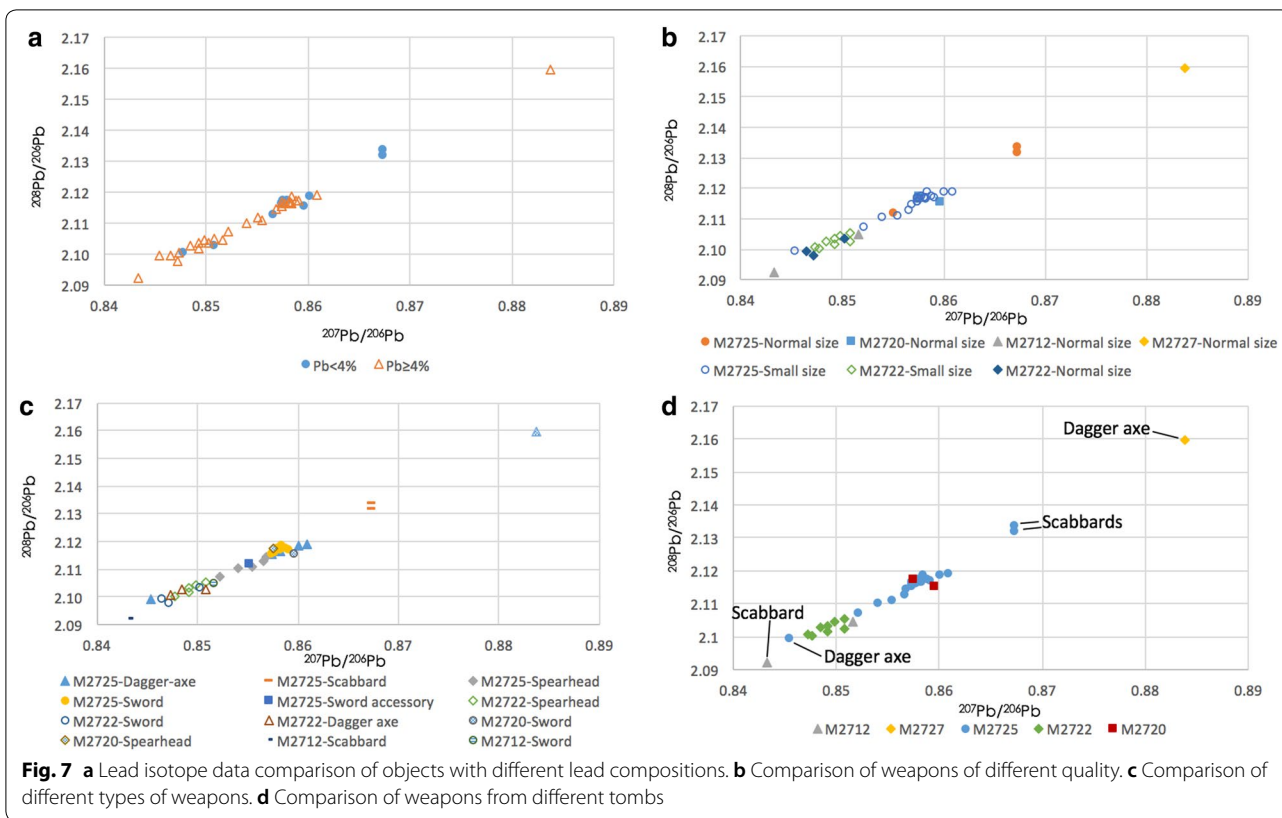 a
2.17
2.16
2.15
2.14
2.13
2.12
2.11
2.10
2.09
²⁰⁸Pb/²⁰⁶Pb
0.84 0.85 0.86 0.87 0.88 0.89
²⁰⁷Pb/²⁰⁶Pb
Pb<4% Pb≥4%
b
2.17
2.16
2.15
2.14
2.13
2.12
2.11
2.10
2.09
²⁰⁸Pb/²⁰⁶Pb
0.84 0.85 0.86 0.87 0.88 0.89
²⁰⁷Pb/²⁰⁶Pb
M2725-Normal size M2720-Normal size M2712-Normal size M2727-Normal size
M2725-Small size M2722-Small size M2722-Normal size
c
2.17
2.16
2.15
2.14
2.13
2.12
2.11
2.10
2.09
²⁰⁸Pb/²⁰⁶Pb
0.84 0.85 0.86 0.87 0.88 0.89
²⁰⁷Pb/²⁰⁶Pb
M2725-Dagger-axe M2725-Scabbard M2725-Spearhead
M2725-Sword M2725-Sword accessory M2722-Spearhead
M2722-Sword M2722-Dagger axe M2720-Sword
M2720-Spearhead M2712-Scabbard M2712-Sword
d
2.17
2.16
2.15
2.14
2.13
2.12
2.11
2.1
2.09
²⁰⁸Pb/²⁰⁶Pb
Dagger axe
Scabbards
Scabbard
Dagger axe
0.84 0.85 0.86 0.87 0.88 0.89
²⁰⁷Pb/²⁰⁶Pb
M2712 M2727 M2725 M2722 M2720
Fig. 7 a Lead isotope data comparison of objects with different lead compositions. b Comparison of weapons of different quality. c Comparison of
different types of weapons. d Comparison of weapons from different tombs